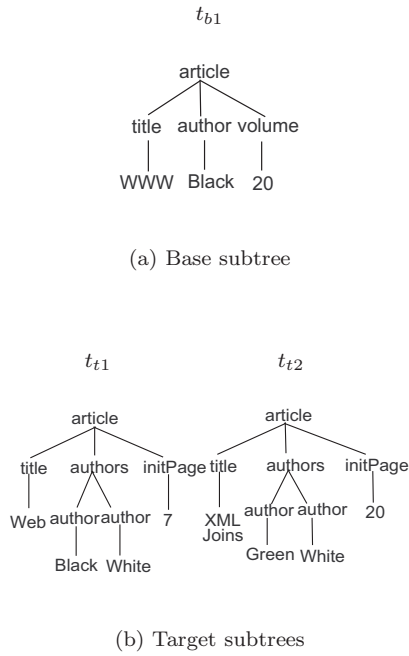 t_b1
article
title author volume
WWW Black 20
(a) Base subtree
t_t1 t_t2
article article
title authors initPage title authors initPage
Web author author 7 XML Joins author author 20
Black White Green White
(b) Target subtrees